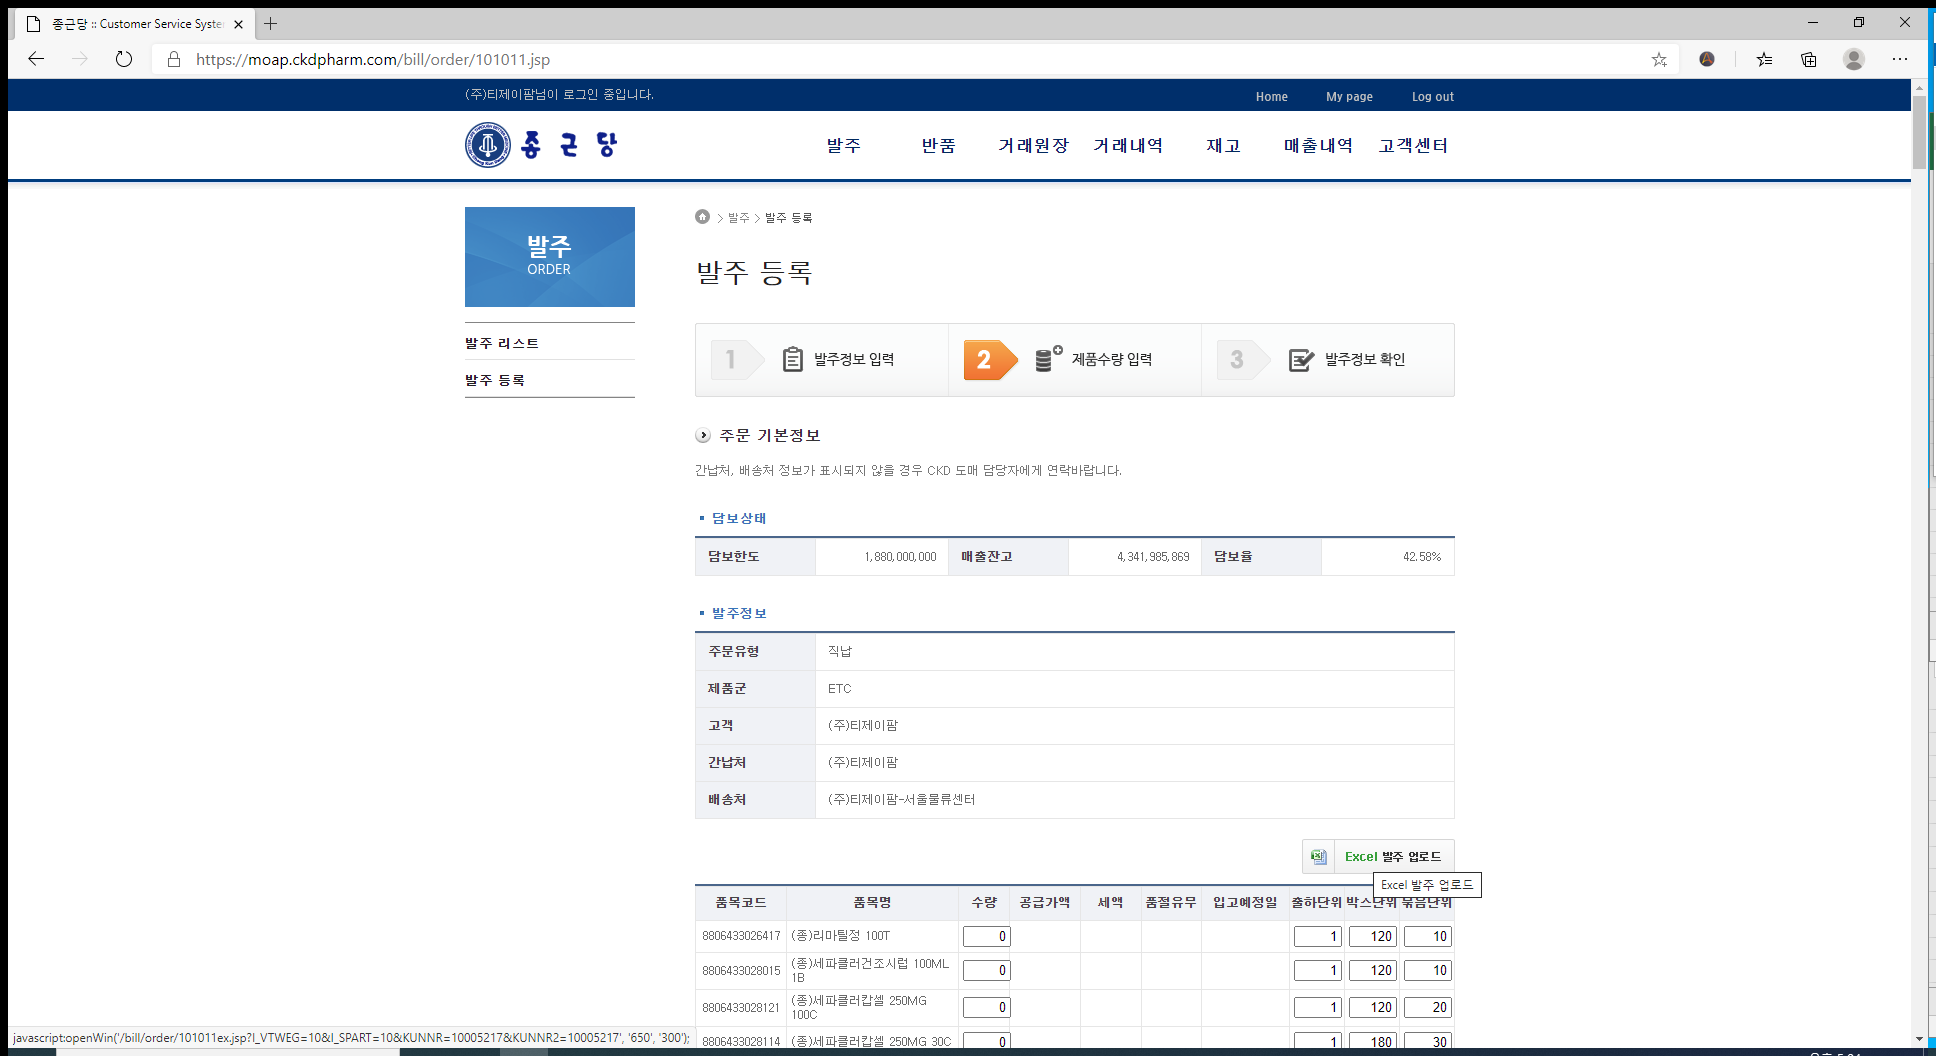 종근당 :: Customer Service Syste
https://moap.ckdpharm.com/bill/order/101011.jsp
(주)티제이팜님이 로그인 중입니다.
Home My page Log out
종근당
발주 반품 거래원장 거래내역 재고 매출내역 고객센터
발주
ORDER
발주 리스트
발주 등록
> 발주 > 발주 등록
발주 등록
1 발주정보 입력 2 제품수량 입력 3 발주정보 확인
주문 기본정보
간납처, 배송처 정보가 표시되지 않을 경우 CKD 도매 담당자에게 연락바랍니다.
담보상태
담보한도 1,880,000,000 매출잔고 4,341,985,869 담보율 42.58%
발주정보
주문유형 직납
제품군 ETC
고객 (주)티제이팜
간납처 (주)티제이팜
배송처 (주)티제이팜-서울물류센터
Excel 발주 업로드
Excel 발주 업로드
품목코드 품목명 수량 공급가액 세액 품절유무 입고예정일 출하단위 박스단위 묶음단위
8806433026417 (종)리마틸정 100T 0 1 120 10
8806433028015 (종)세파클러건조시럽 100ML 1B 0 1 120 10
8806433028121 (종)세파클러캅셀 250MG 100C 0 1 120 20
8806433028114 (종)세파클러캅셀 250MG 30C 0 1 180 30
javascript:openWin('/bill/order/101011ex.jsp?I_VTWEG=10&I_SPART=10&KUNNR=10005217&KUNNR2=10005217', '650', '300');